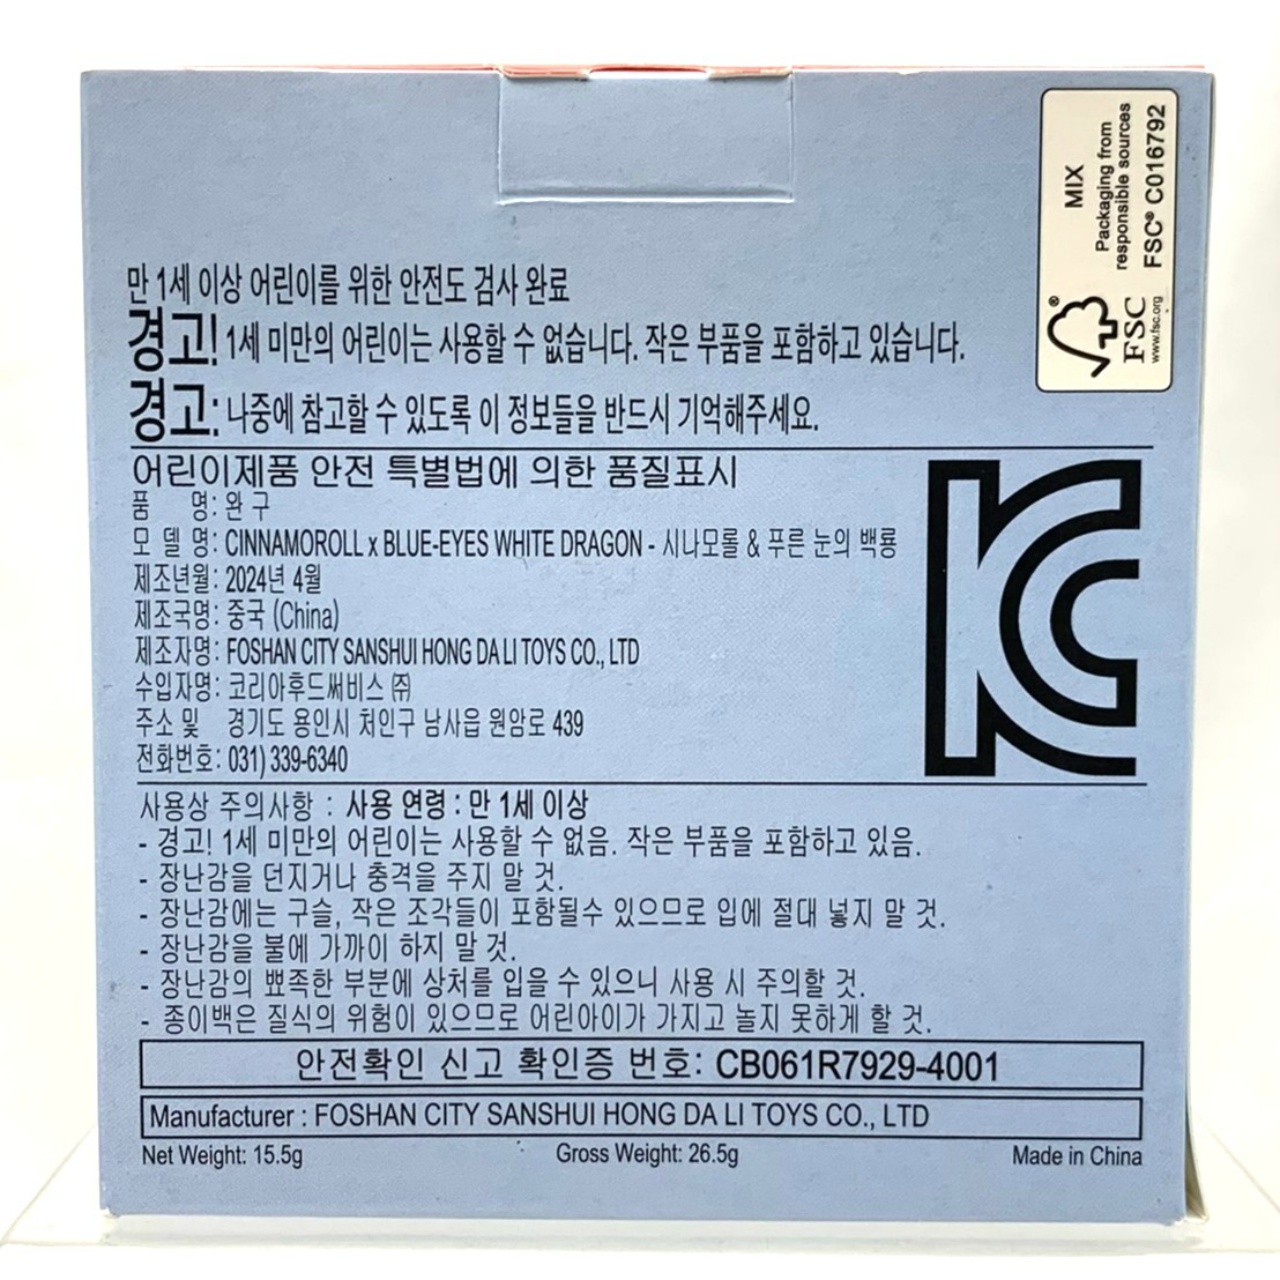 MIX
Packaging from
responsible sources
FSC® C016792
FSC
www.fsc.org
®
만 1세 이상 어린이를 위한 안전도 검사 완료
경고! 1세 미만의 어린이는 사용할 수 없습니다. 작은 부품을 포함하고 있습니다.
경고: 나중에 참고할 수 있도록 이 정보들을 반드시 기억해주세요.
어린이제품 안전 특별법에 의한 품질표시
품 명: 완 구
모 델 명: CINNAMOROLL x BLUE-EYES WHITE DRAGON - 시나모롤 & 푸른 눈의 백룡
제조년월: 2024년 4월
제조국명: 중국 (China)
제조자명: FOSHAN CITY SANSHUI HONG DA LI TOYS CO., LTD
수입자명: 코리아후드써비스 ㈜
주소 및 경기도 용인시 처인구 남사읍 원암로 439
전화번호: 031) 339-6340
KC
사용상 주의사항 : 사용 연령 : 만 1세 이상
- 경고! 1세 미만의 어린이는 사용할 수 없음. 작은 부품을 포함하고 있음.
- 장난감을 던지거나 충격을 주지 말 것.
- 장난감에는 구슬, 작은 조각들이 포함될수 있으므로 입에 절대 넣지 말 것.
- 장난감을 불에 가까이 하지 말 것.
- 장난감의 뾰족한 부분에 상처를 입을 수 있으니 사용 시 주의할 것.
- 종이백은 질식의 위험이 있으므로 어린아이가 가지고 놀지 못하게 할 것.
안전확인 신고 확인증 번호: CB061R7929-4001
Manufacturer : FOSHAN CITY SANSHUI HONG DA LI TOYS CO., LTD
Net Weight: 15.5g Gross Weight: 26.5g Made in China